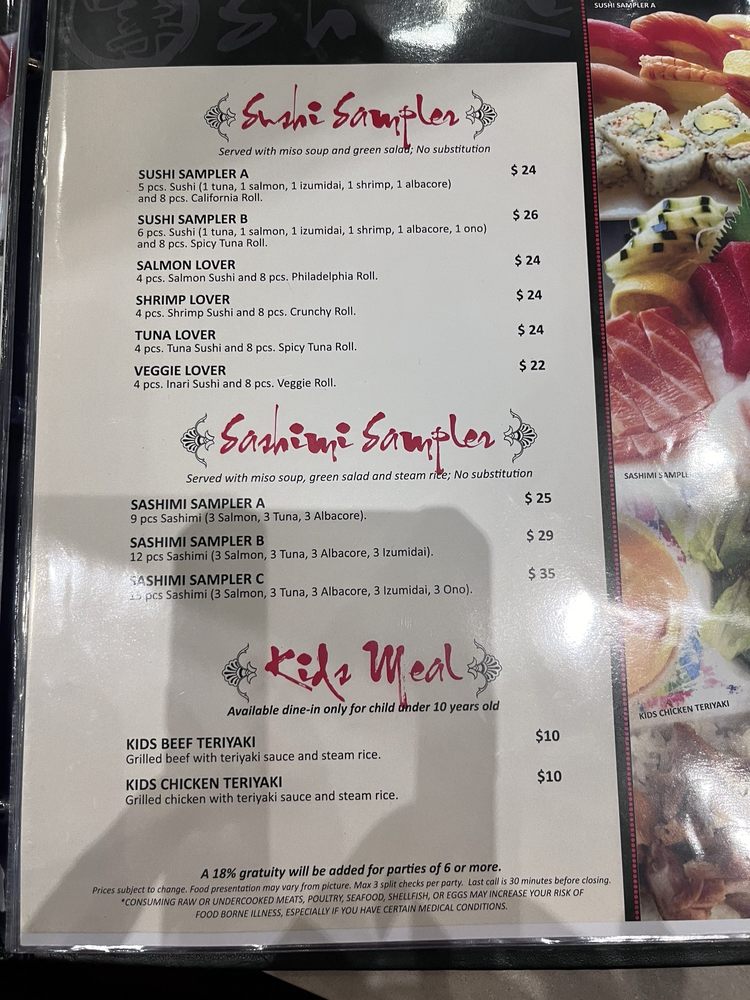 SUSHI SAMPLER A
Sushi Sampler
Served with miso soup and green salad; No substitution
SUSHI SAMPLER A $ 24
5 pcs. Sushi (1 tuna, 1 salmon, 1 izumidai, 1 shrimp, 1 albacore)
and 8 pcs. California Roll.
SUSHI SAMPLER B $ 26
6 pcs. Sushi (1 tuna, 1 salmon, 1 izumidai, 1 shrimp, 1 albacore, 1 ono)
and 8 pcs. Spicy Tuna Roll.
SALMON LOVER $ 24
4 pcs. Salmon Sushi and 8 pcs. Philadelphia Roll.
SHRIMP LOVER $ 24
4 pcs. Shrimp Sushi and 8 pcs. Crunchy Roll.
TUNA LOVER $ 24
4 pcs. Tuna Sushi and 8 pcs. Spicy Tuna Roll.
VEGGIE LOVER $ 22
4 pcs. Inari Sushi and 8 pcs. Veggie Roll.
Sashimi Sampler
Served with miso soup, green salad and steam rice; No substitution
SASHIMI SAMPLE
SASHIMI SAMPLER A $ 25
9 pcs Sashimi (3 Salmon, 3 Tuna, 3 Albacore).
SASHIMI SAMPLER B $ 29
12 pcs Sashimi (3 Salmon, 3 Tuna, 3 Albacore, 3 Izumidai).
SASHIMI SAMPLER C $ 35
15 pcs Sashimi (3 Salmon, 3 Tuna, 3 Albacore, 3 Izumidai, 3 Ono).
Kids Meal
Available dine-in only for child under 10 years old
KIDS CHICKEN TERIYAKI
KIDS BEEF TERIYAKI $10
Grilled beef with teriyaki sauce and steam rice.
KIDS CHICKEN TERIYAKI $10
Grilled chicken with teriyaki sauce and steam rice.
A 18% gratuity will be added for parties of 6 or more.
Prices subject to change. Food presentation may vary from picture. Max 3 split checks per party. Last call is 30 minutes before closing.
*CONSUMING RAW OR UNDERCOOKED MEATS, POULTRY, SEAFOOD, SHELLFISH, OR EGGS MAY INCREASE YOUR RISK OF
FOOD BORNE ILLNESS, ESPECIALLY IF YOU HAVE CERTAIN MEDICAL CONDITIONS.